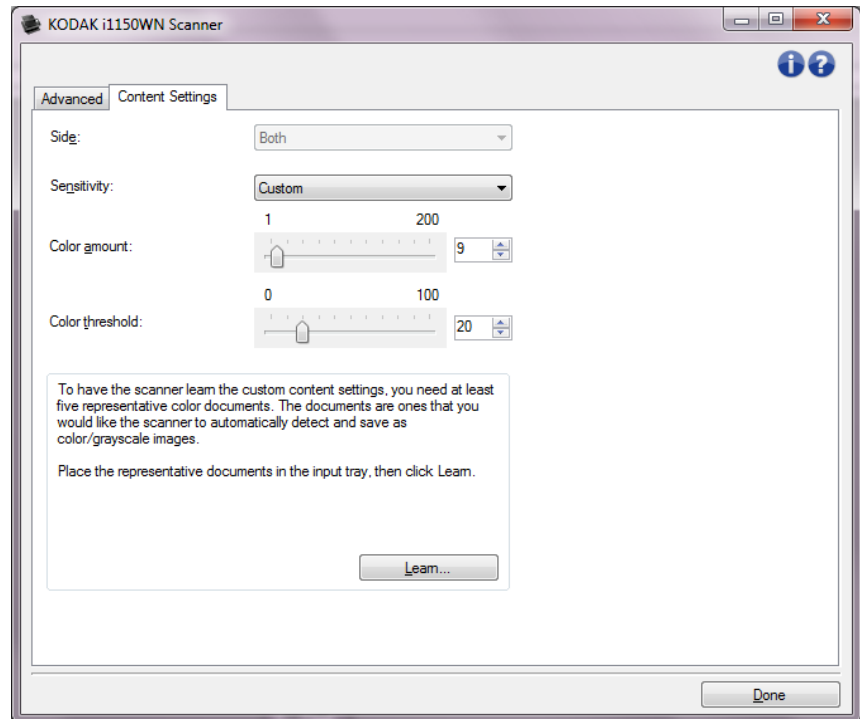 KODAK i1150WN Scanner
Advanced
Content Settings
Side:
Both
Sensitivity:
Custom
1 200
Color amount:
9
0 100
Color threshold:
20
To have the scanner learn the custom content settings, you need at least
five representative color documents. The documents are ones that you
would like the scanner to automatically detect and save as
color/grayscale images.
Place the representative documents in the input tray, then click Learn.
Learn...
Done